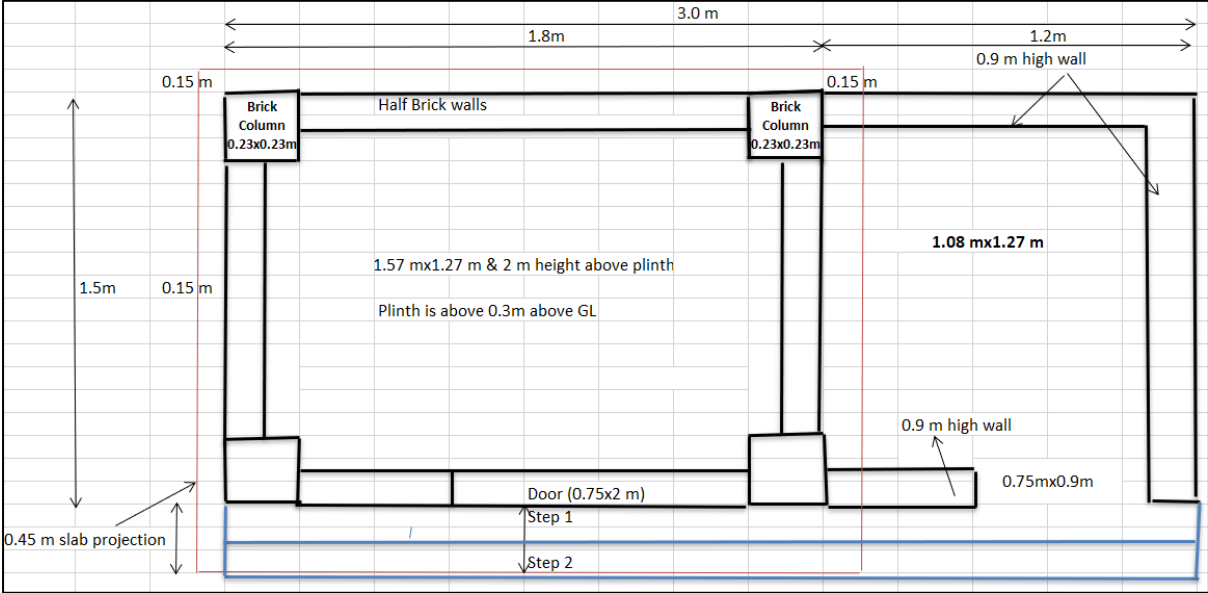 3.0 m
1.8m
1.2m
0.9 m high wall
0.15 m
0.15 m
Half Brick walls
Brick
Column
0.23x0.23m
Brick
Column
0.23x0.23m
1.08 mx1.27 m
1.57 mx1.27 m & 2 m height above plinth
1.5m
0.15 m
Plinth is above 0.3m above GL
0.9 m high wall
0.75mx0.9m
Door (0.75x2 m)
Step 1
0.45 m slab projection
Step 2